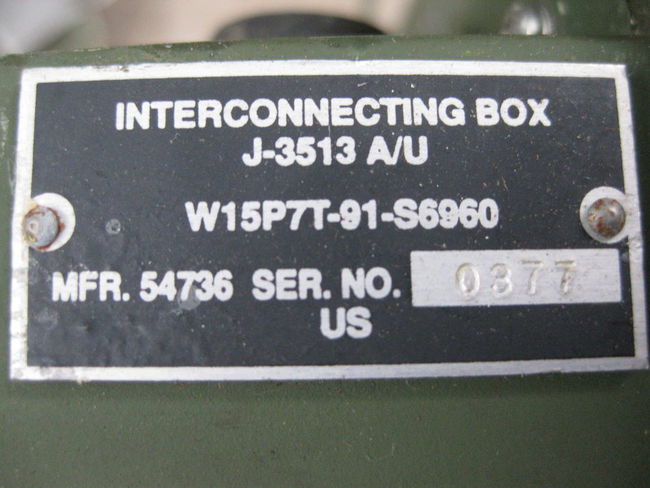 INTERCONNECTING BOX
J-3513 A/U
W15P7T-91-S6960
MFR. 54736 SER. NO. 0377
US